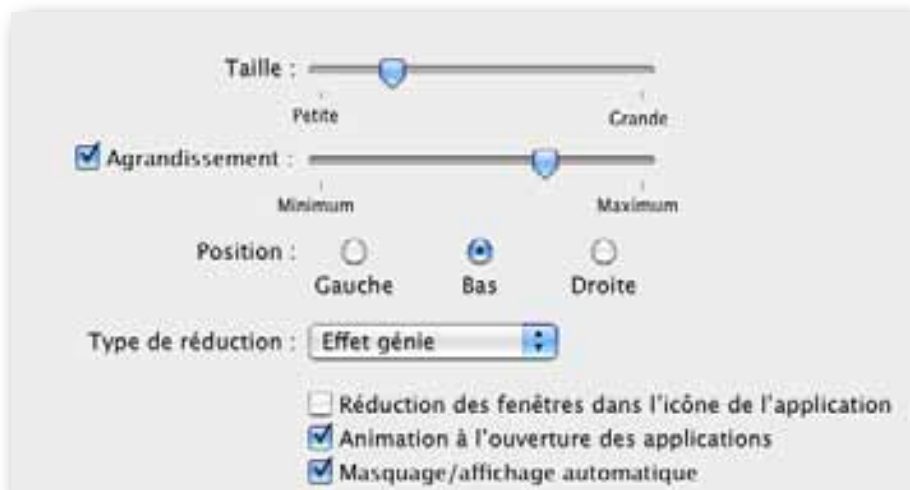 Taille :
Petite Grande
Agrandissement :
Minimum Maximum
Position :
Gauche Bas Droite
Type de réduction : Effet génie
Réduction des fenêtres dans l'icône de l'application
Animation à l'ouverture des applications
Masquage/affichage automatique